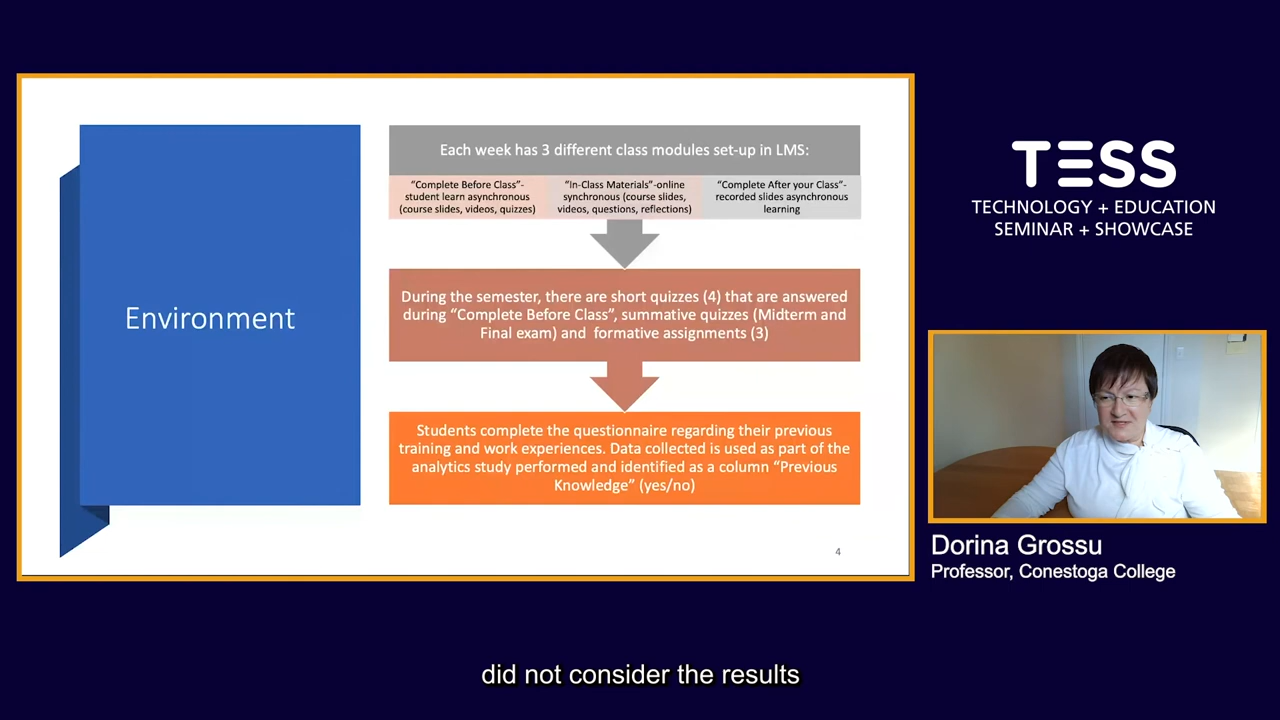 Environment
Each week has 3 different class modules set-up in LMS:
“Complete Before Class”-
student learn asynchronous
(course slides, videos, quizzes)
“In-Class Materials”-online
synchronous (course slides,
videos, questions, reflections)
“Complete After your Class”-
recorded slides asynchronous
learning
During the semester, there are short quizzes (4) that are answered
during “Complete Before Class”, summative quizzes (Midterm and
Final exam) and formative assignments (3)
Students complete the questionnaire regarding their previous
training and work experiences. Data collected is used as part of the
analytics study performed and identified as a column “Previous
Knowledge” (yes/no)
4
TESS
TECHNOLOGY + EDUCATION
SEMINAR + SHOWCASE
Dorina Grossu
Professor, Conestoga College
did not consider the results